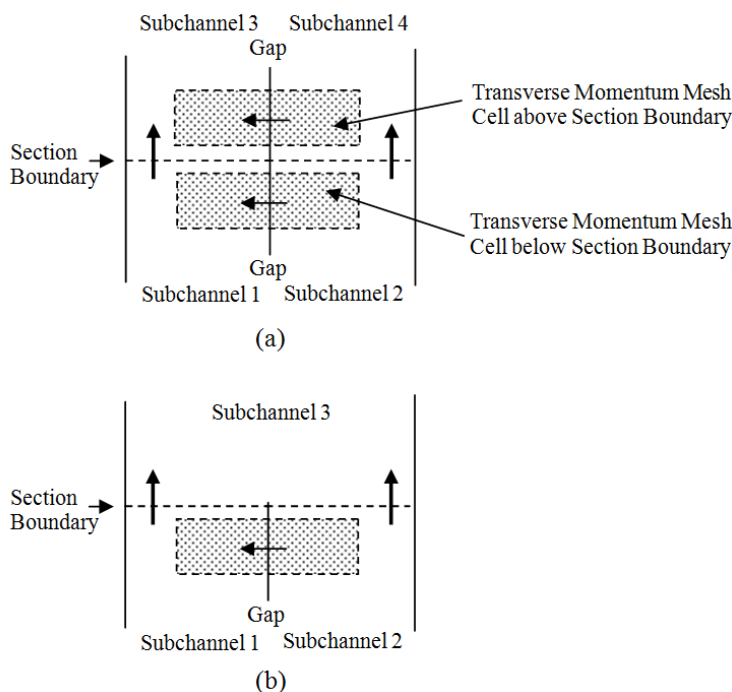 Subchannel 3
Subchannel 4
Gap
Transverse Momentum Mesh
Cell above Section Boundary
Section
Boundary
Transverse Momentum Mesh
Cell below Section Boundary
Gap
Subchannel 1
Subchannel 2
(a)
Subchannel 3
Section
Boundary
Gap
Subchannel 1
Subchannel 2
(b)